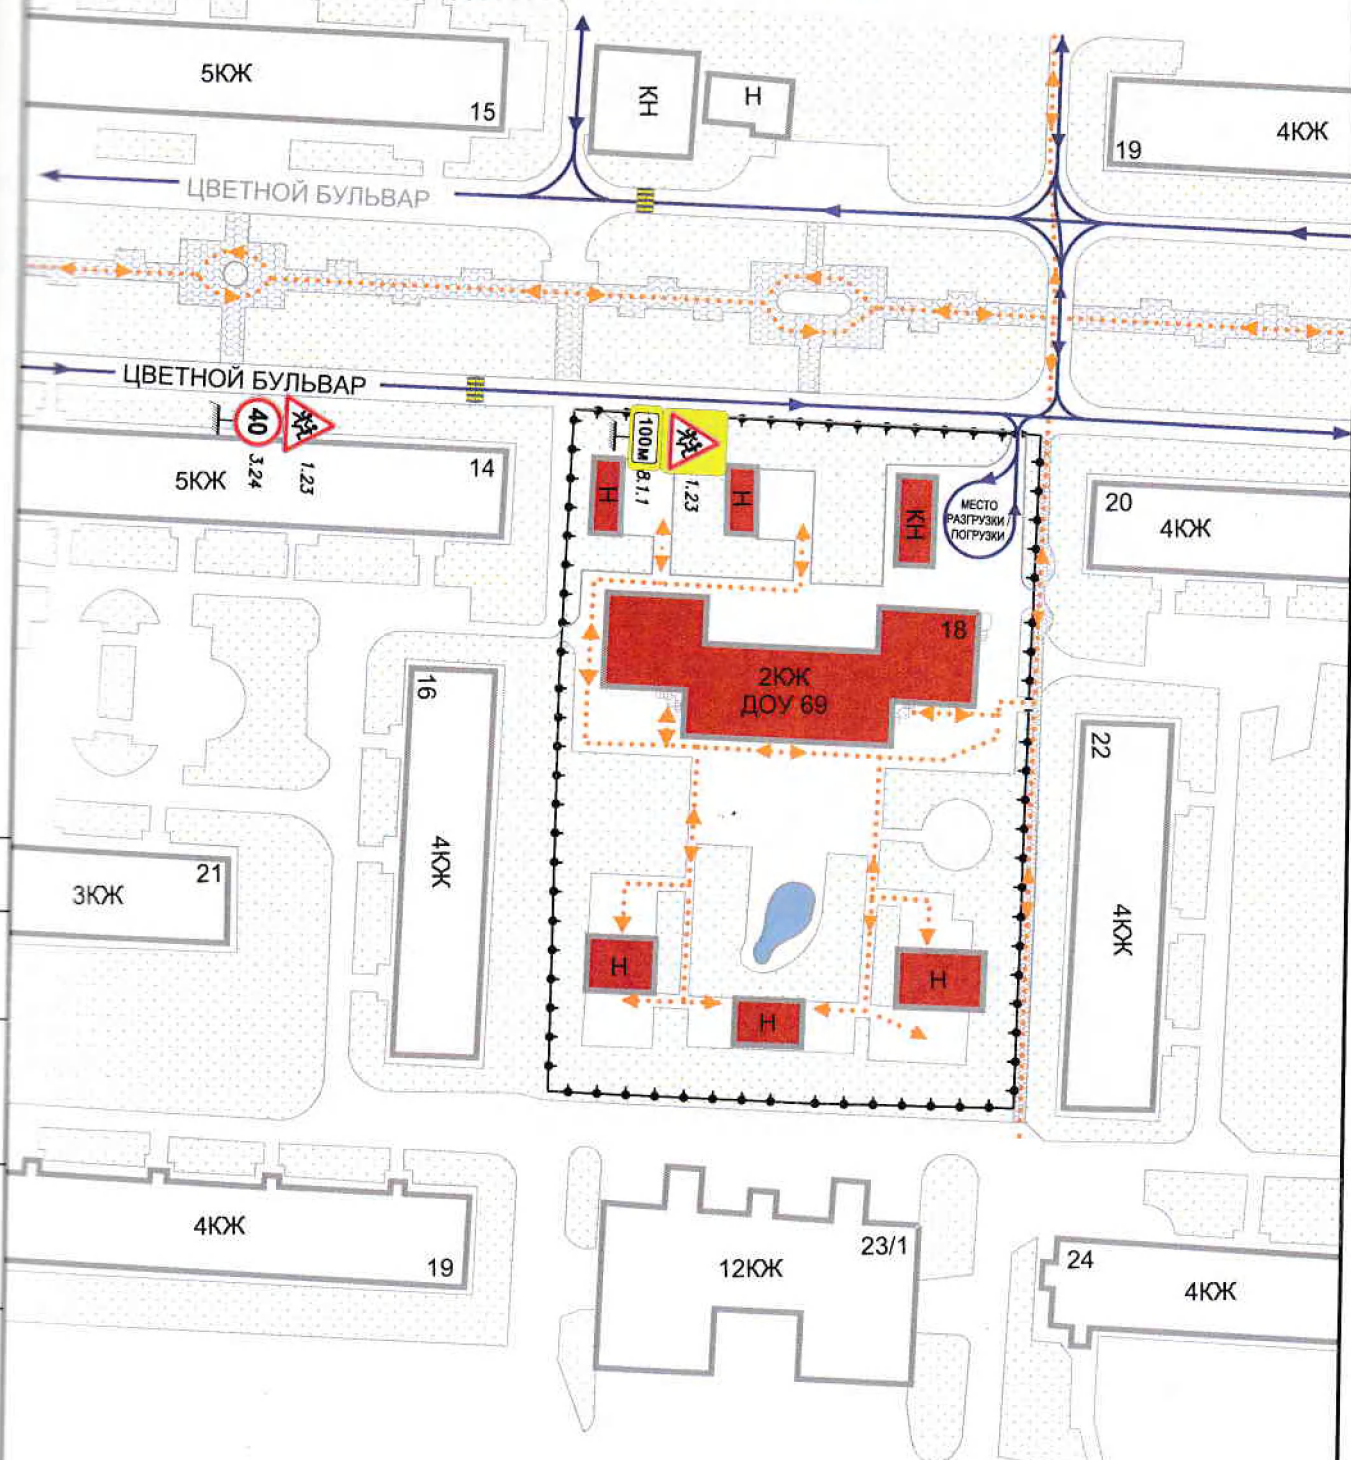 5КЖ
15
КН
Н
19
4КЖ
ЦВЕТНОЙ БУЛЬВАР
ЦВЕТНОЙ БУЛЬВАР
40
3.24
1.23
100м
8.1.1
1.23
5КЖ
14
Н
Н
КН
МЕСТО
РАЗГРУЗКИ /
ПОГРУЗКИ
20
4КЖ
18
2КЖ
ДОУ 69
16
4КЖ
22
4КЖ
21
3КЖ
Н
Н
Н
4КЖ
19
23/1
12КЖ
24
4КЖ